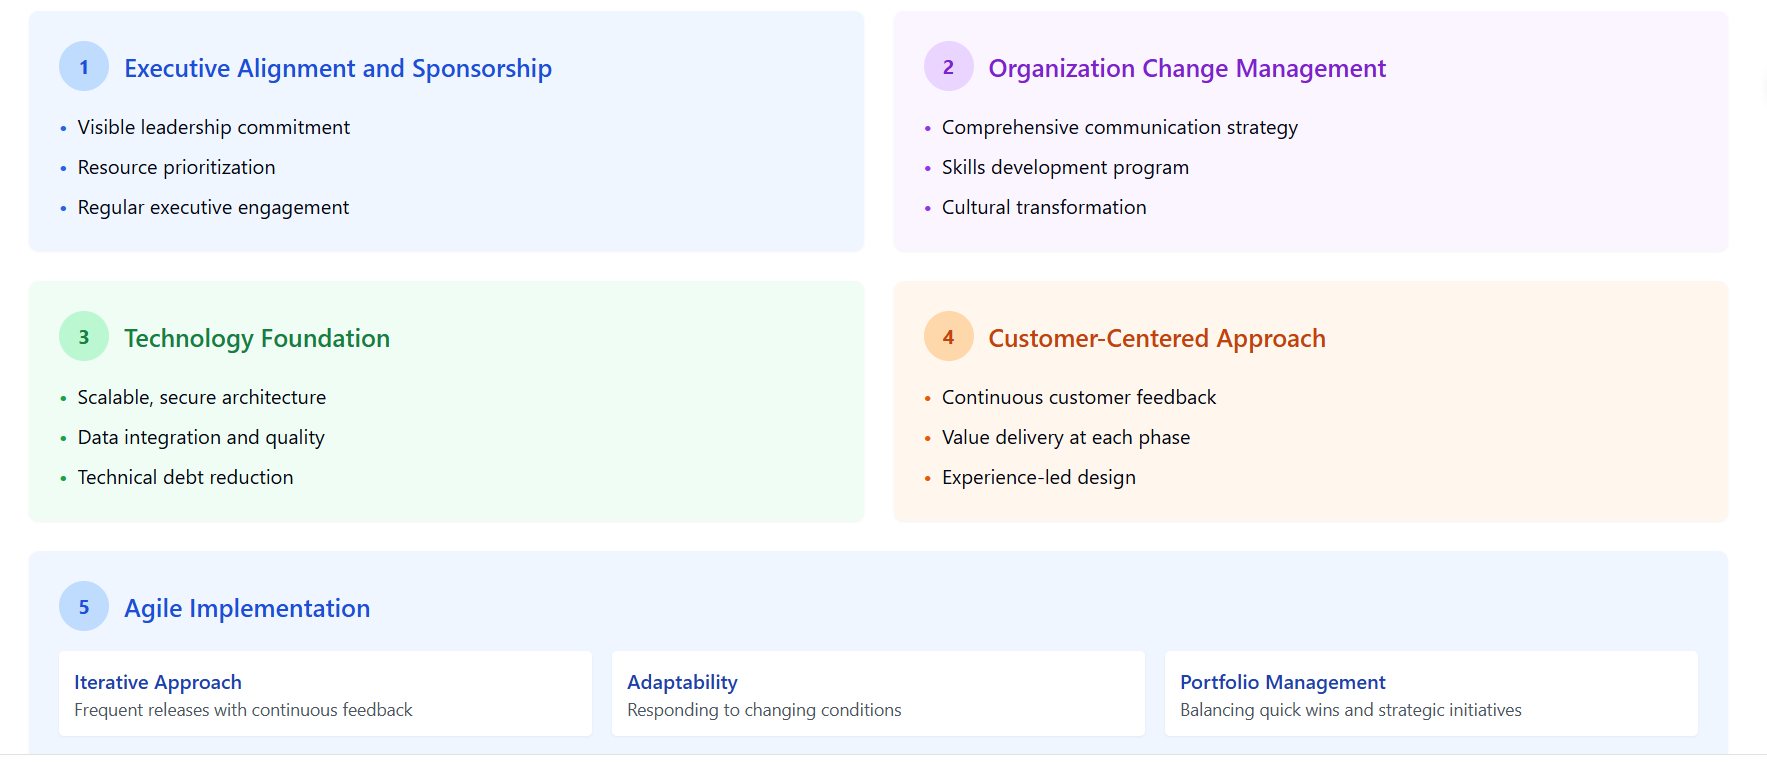 1
Executive Alignment and Sponsorship
• Visible leadership commitment
• Resource prioritization
• Regular executive engagement
2
Organization Change Management
• Comprehensive communication strategy
• Skills development program
• Cultural transformation
3
Technology Foundation
• Scalable, secure architecture
• Data integration and quality
• Technical debt reduction
4
Customer-Centered Approach
• Continuous customer feedback
• Value delivery at each phase
• Experience-led design
5
Agile Implementation
Iterative Approach
Frequent releases with continuous feedback
Adaptability
Responding to changing conditions
Portfolio Management
Balancing quick wins and strategic initiatives